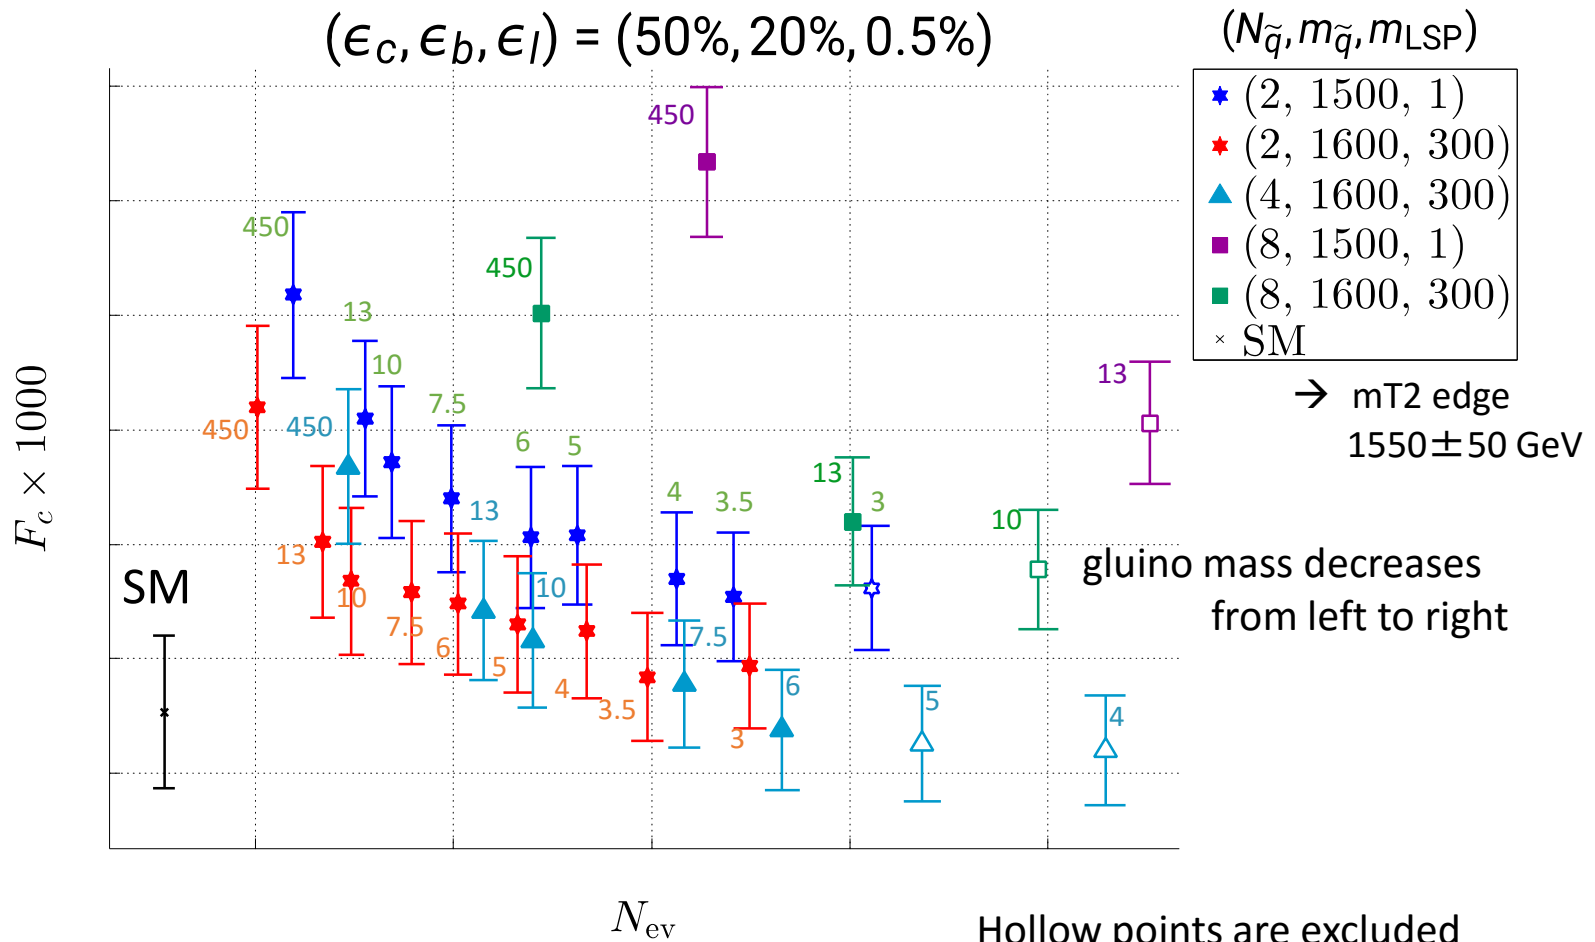 (ϵc, ϵb, ϵl) = (50%, 20%, 0.5%)
(Nq̃, mq̃, mLSP)
(2, 1500, 1)
(2, 1600, 300)
(4, 1600, 300)
(8, 1500, 1)
(8, 1600, 300)
SM
→ mT2 edge
1550±50 GeV
gluino mass decreases
from left to right
Fc × 1000
SM
450
450
450
13
10
7.5
6
5
4
3.5
3
450
13
10
7.5
6
5
4
3.5
3
450
13
10
7.5
6
5
4
450
13
10
13
Nev
Hollow points are excluded